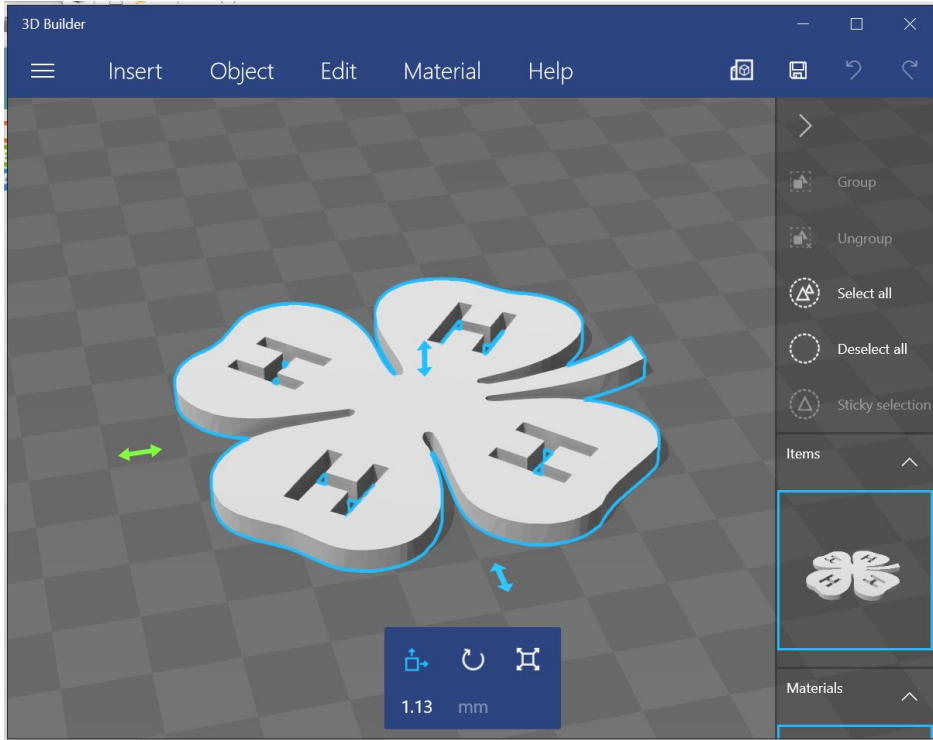 3D Builder
Insert Object Edit Material Help
Group
Ungroup
Select all
Deselect all
Sticky selection
Items
H H
H H
1.13 mm
Materials